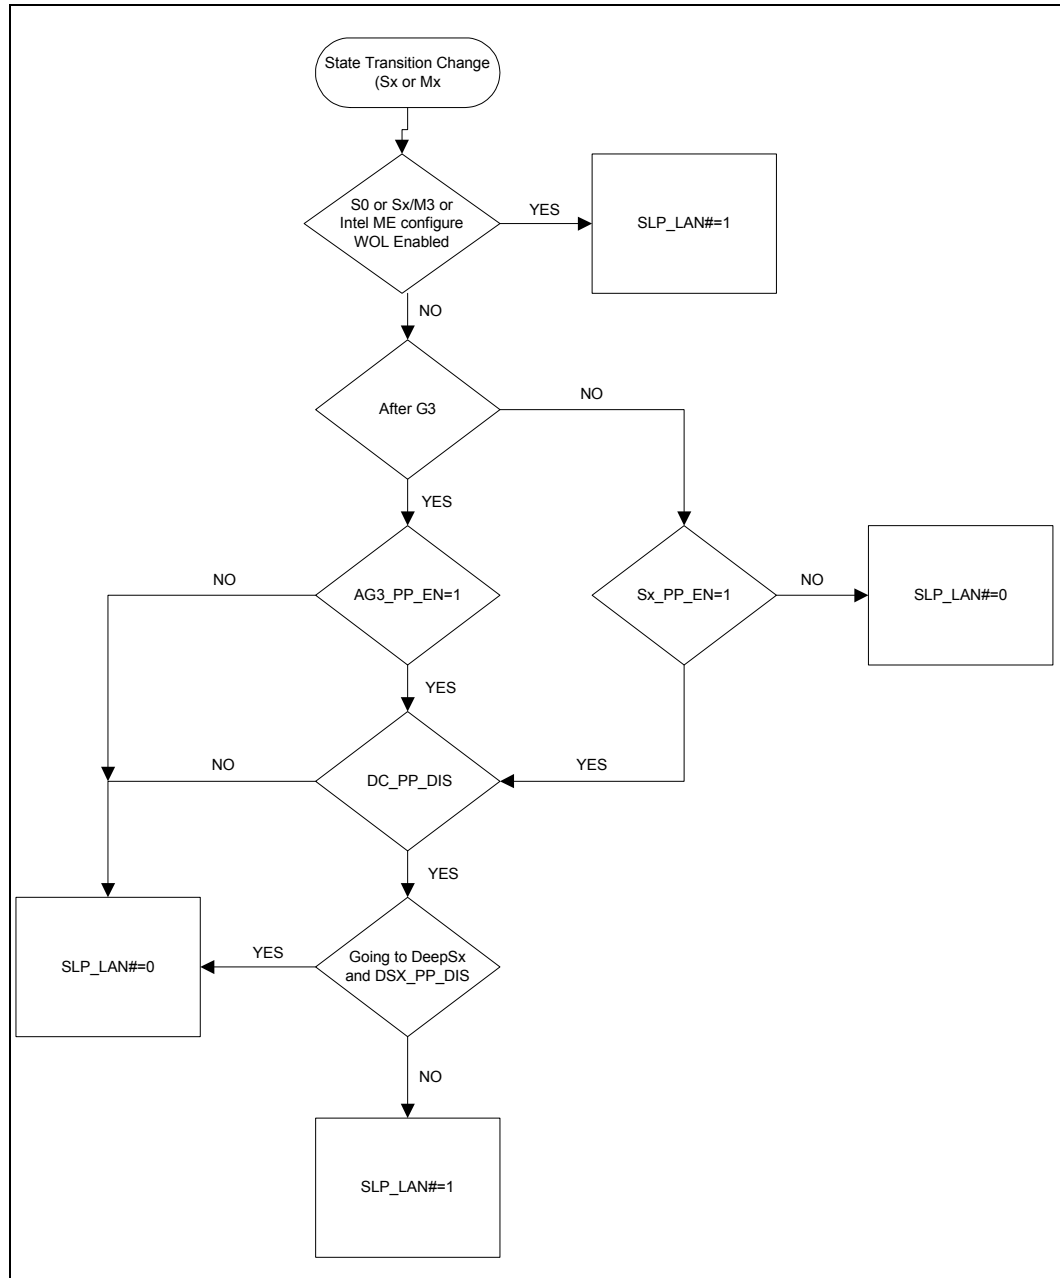 State Transition Change
(Sx or Mx
S0 or Sx/M3 or
Intel ME configure
WOL Enabled
YES
SLP_LAN#=1
NO
After G3
NO
YES
NO
AG3_PP_EN=1
Sx_PP_EN=1
NO
SLP_LAN#=0
YES
NO
DC_PP_DIS
YES
YES
SLP_LAN#=0
YES
Going to DeepSx
and DSX_PP_DIS
NO
SLP_LAN#=1